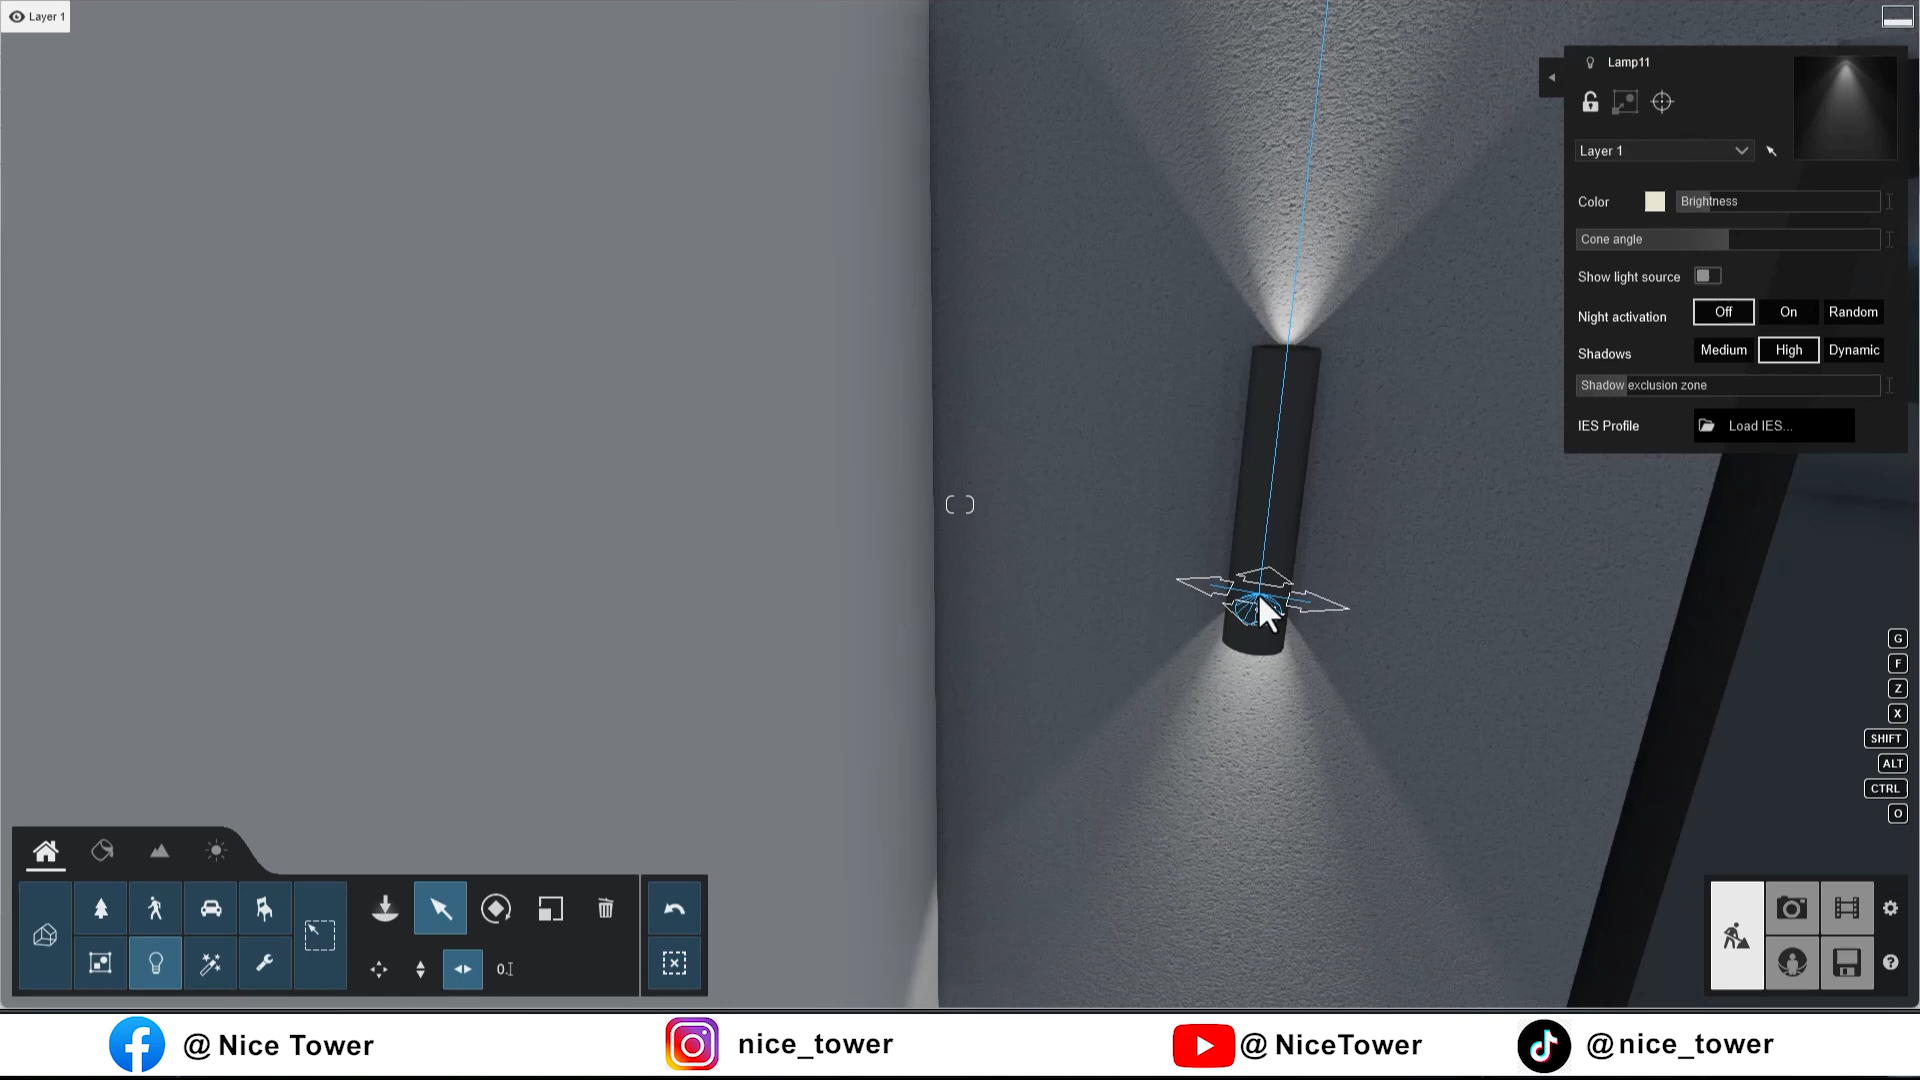 Layer 1
Lamp11
Layer 1
Color
Brightness
Cone angle
Show light source
Night activation
Off
On
Random
Shadows
Medium
High
Dynamic
Shadow exclusion zone
IES Profile
Load IES...
G
F
Z
X
SHIFT
ALT
CTRL
O
0.
?
@ Nice Tower
nice_tower
@ NiceTower
@nice_tower